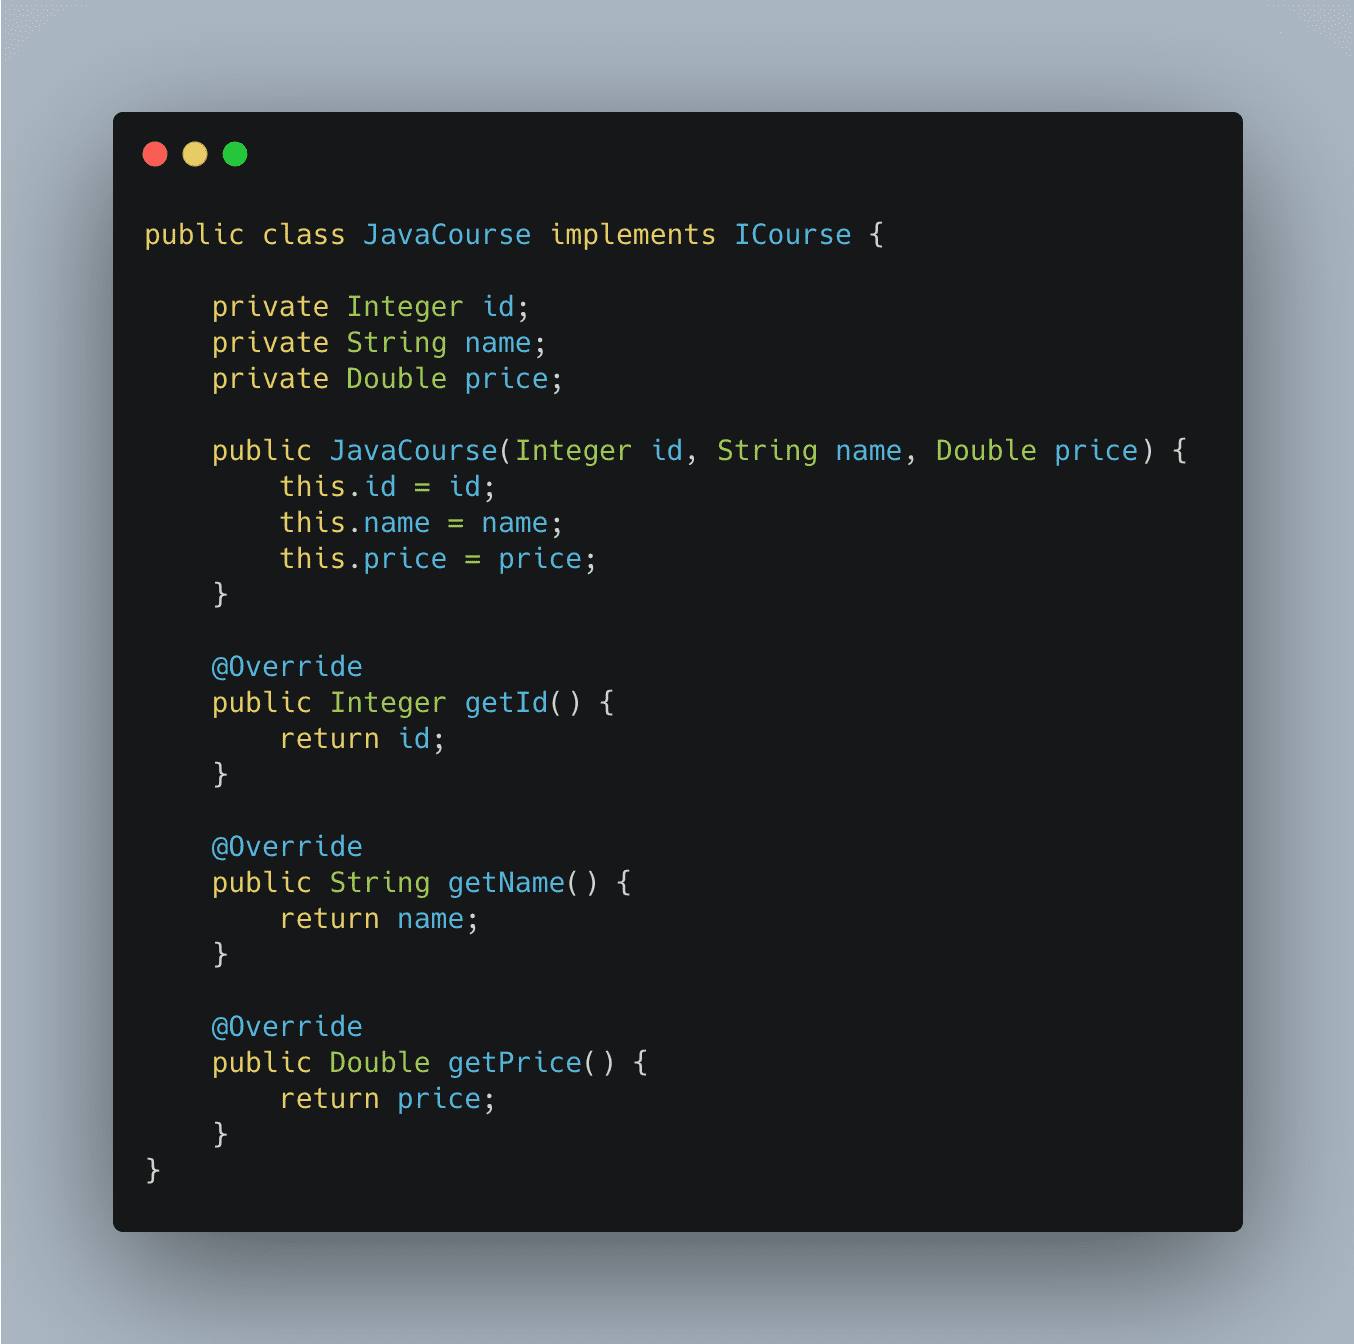 public class JavaCourse implements ICourse {
private Integer id;
private String name;
private Double price;
public JavaCourse(Integer id, String name, Double price) {
this.id = id;
this.name = name;
this.price = price;
}
@Override
public Integer getId() {
return id;
}
@Override
public String getName() {
return name;
}
@Override
public Double getPrice() {
return price;
}
}